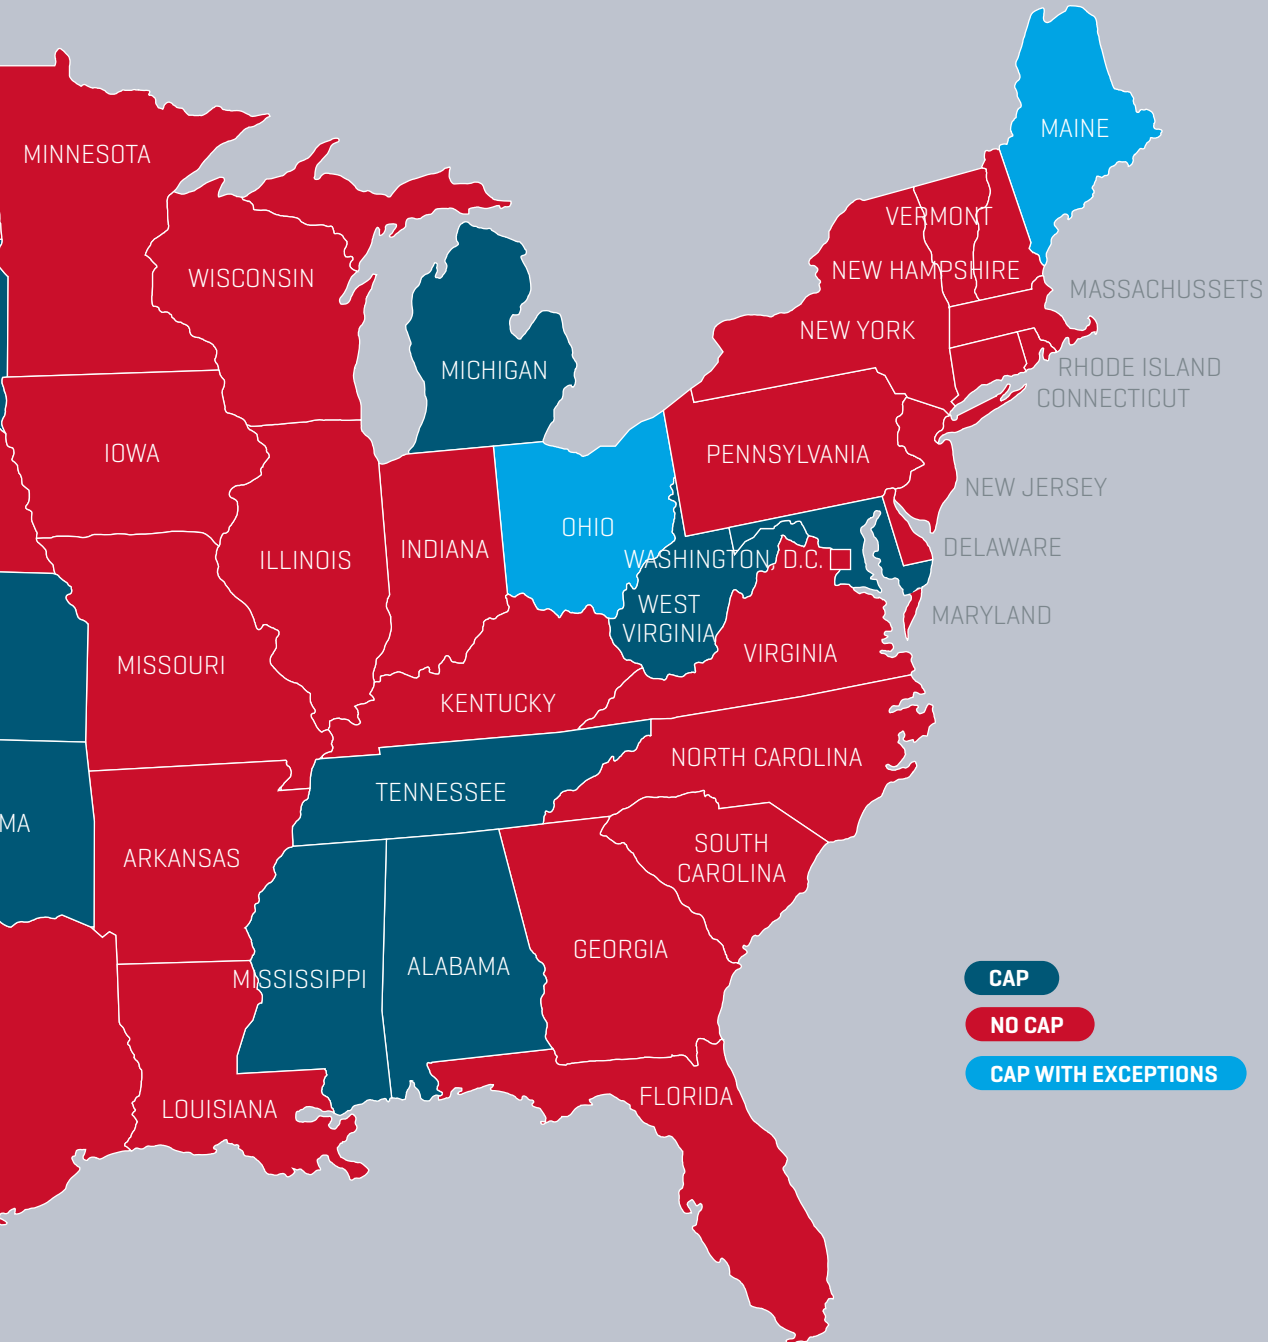 MAINE
MINNESOTA
VERMONT
NEW HAMPSHIRE
WISCONSIN
MASSACHUSSETS
NEW YORK
MICHIGAN
RHODE ISLAND
CONNECTICUT
IOWA
PENNSYLVANIA
NEW JERSEY
OHIO
INDIANA
DELAWARE
ILLINOIS
WASHINGTON, D.C.
WEST
VIRGINIA
MARYLAND
VIRGINIA
MISSOURI
KENTUCKY
NORTH CAROLINA
TENNESSEE
MA
SOUTH
CAROLINA
ARKANSAS
GEORGIA
ALABAMA
MISSISSIPPI
CAP
NO CAP
CAP WITH EXCEPTIONS
FLORIDA
LOUISIANA